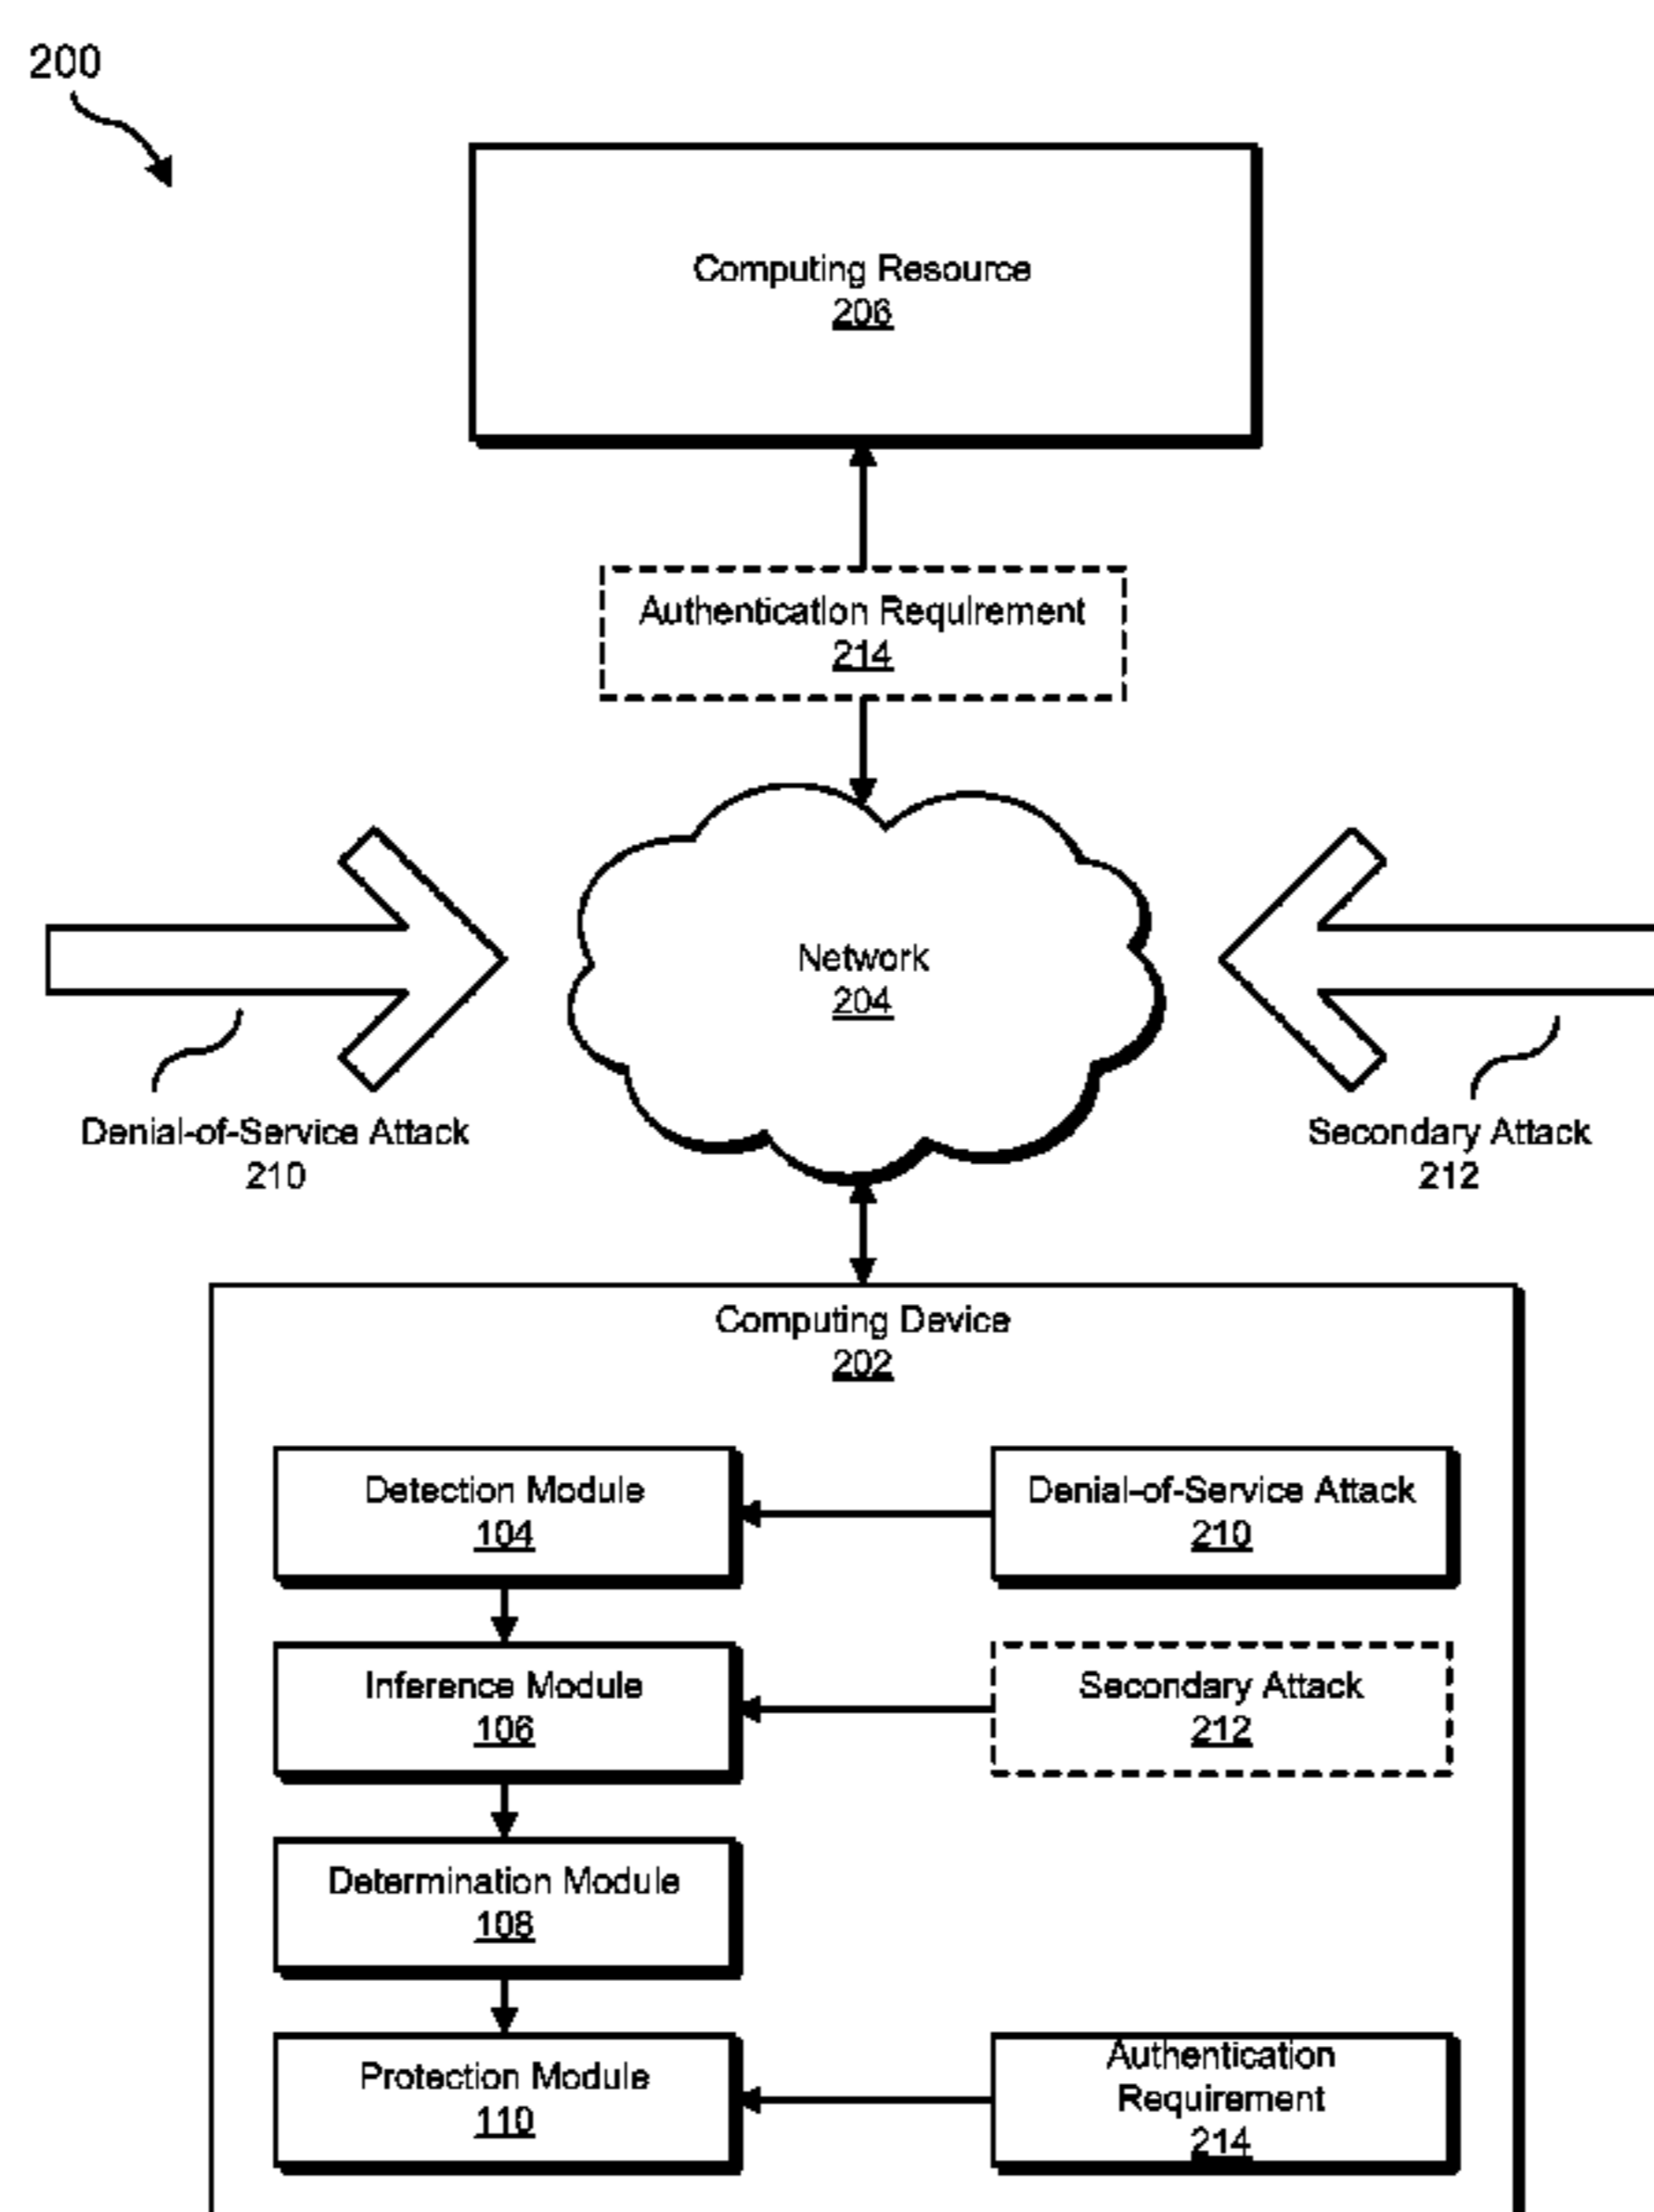 200
Computing Resource
206
Authentication Requirement
214
Network
204
Denial-of-Service Attack
210
Secondary Attack
212
Computing Device
202
Detection Module
104
Denial-of-Service Attack
210
Inference Module
106
Secondary Attack
212
Determination Module
108
Protection Module
110
Authentication
Requirement
214